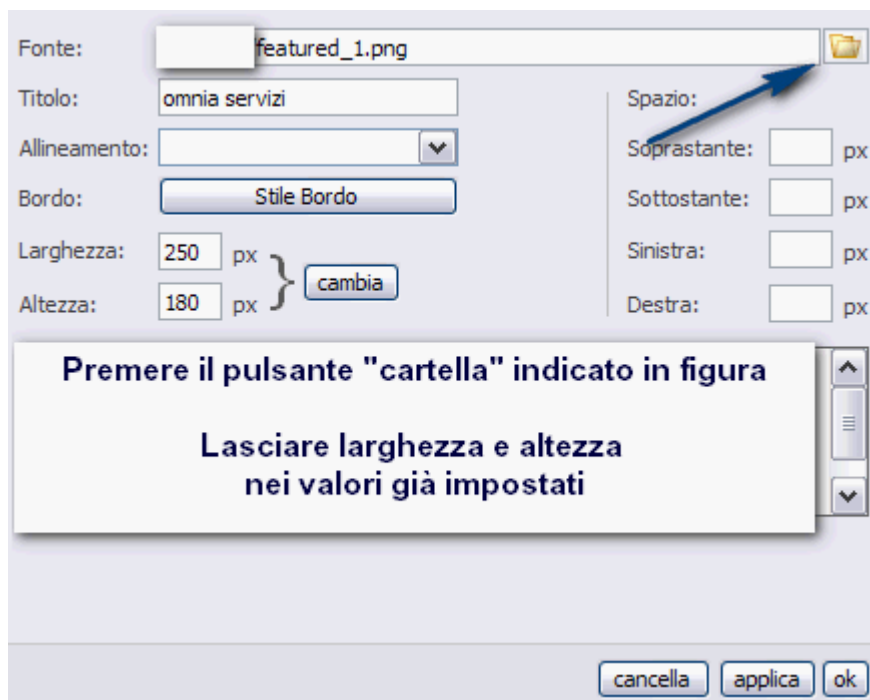 Fonte: /featured_1.png
Titolo: omnia servizi Spazio:
Allineamento: Soprastante: px
Bordo: Stile Bordo Sottostante: px
Larghezza: 250 px Sinistra: px
cambia
Altezza: 180 px Destra: px
Premere il pulsante "cartella" indicato in figura
Lasciare larghezza e altezza
nei valori già impostati
cancella applica ok